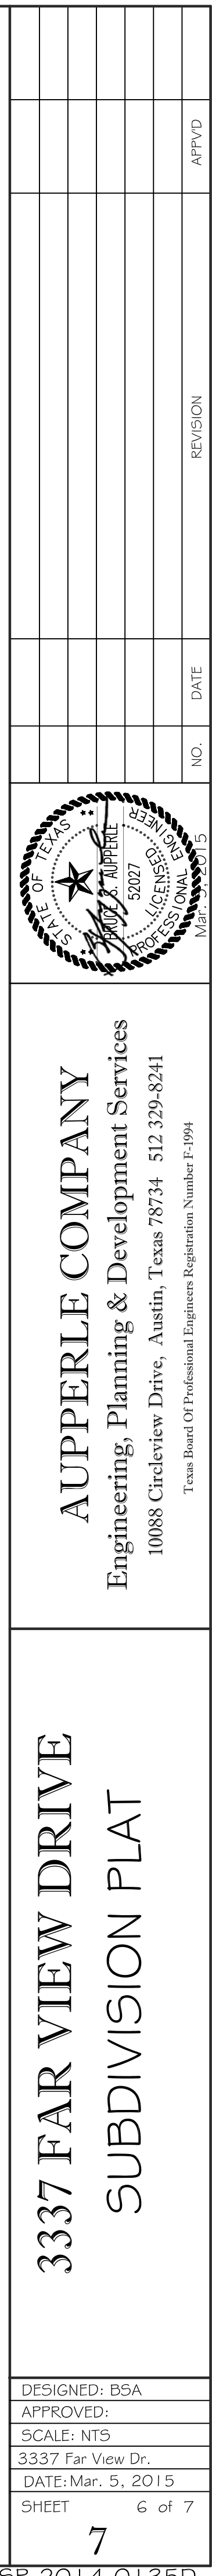 NO. DATE REVISION APPV'D
STATE OF TEXAS
BRUCE S. AUPPERLE
52027
LICENSED
PROFESSIONAL ENGINEER
Mar. 5, 2015
AUPPERLE COMPANY
Engineering, Planning & Development Services
10088 Circleview Drive, Austin, Texas 78734 512 329-8241
Texas Board Of Professional Engineers Registration Number F-1994
3337 FAR VIEW DRIVE
SUBDIVISION PLAT
DESIGNED: BSA
APPROVED:
SCALE: NTS
3337 Far View Dr.
DATE: Mar. 5, 2015
SHEET 6 of 7
7
SP-2014-0135D